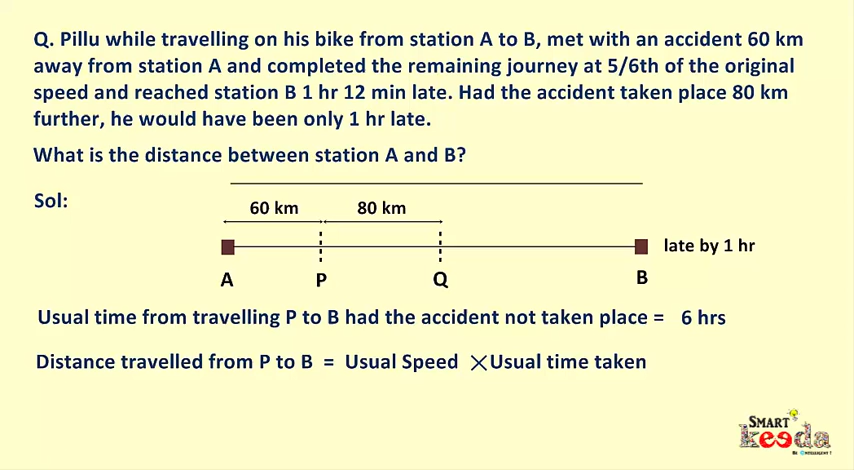 Q. Pillu while travelling on his bike from station A to B, met with an accident 60 km
away from station A and completed the remaining journey at 5/6th of the original
speed and reached station B 1 hr 12 min late. Had the accident taken place 80 km
further, he would have been only 1 hr late.
What is the distance between station A and B?
Sol:
60 km 80 km
late by 1 hr
A P Q B
Usual time from travelling P to B had the accident not taken place = 6 hrs
Distance travelled from P to B = Usual Speed ×Usual time taken
SMART
keeda